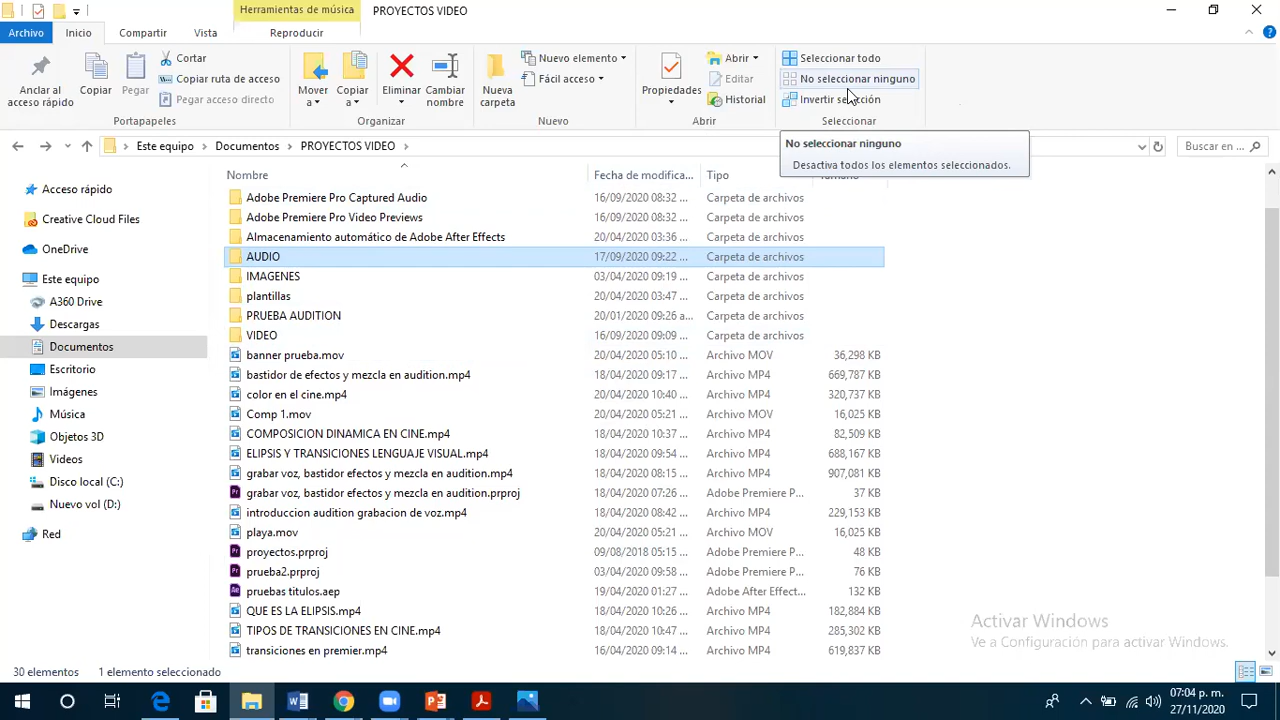 Herramientas de música
PROYECTOS VIDEO
Archivo Inicio Compartir Vista Reproducir
Anclar al acceso rápido
Copiar
Pegar
Cortar
Copiar ruta de acceso
Pegar acceso directo
Portapapeles
Mover a
Copiar a
Eliminar
Cambiar nombre
Organizar
Nueva carpeta
Nuevo elemento
Fácil acceso
Nuevo
Propiedades
Abrir
Editar
Historial
Abrir
Seleccionar todo
No seleccionar ninguno
Invertir selección
Seleccionar
Este equipo > Documentos > PROYECTOS VIDEO >
Buscar en ...
No seleccionar ninguno
Desactiva todos los elementos seleccionados.
Acceso rápido
Creative Cloud Files
OneDrive
Este equipo
A360 Drive
Descargas
Documentos
Escritorio
Imágenes
Música
Objetos 3D
Videos
Disco local (C:)
Nuevo vol (D:)
Red
Nombre Fecha de modifica... Tipo
Adobe Premiere Pro Captured Audio 16/09/2020 08:32 ... Carpeta de archivos
Adobe Premiere Pro Video Previews 16/09/2020 08:32 ... Carpeta de archivos
Almacenamiento automático de Adobe After Effects 20/04/2020 03:36 ... Carpeta de archivos
AUDIO 17/09/2020 09:22 ... Carpeta de archivos
IMAGENES 03/04/2020 09:19 ... Carpeta de archivos
plantillas 20/04/2020 03:47 ... Carpeta de archivos
PRUEBA AUDITION 20/01/2020 09:26 a... Carpeta de archivos
VIDEO 16/09/2020 09:09 ... Carpeta de archivos
banner prueba.mov 20/04/2020 05:10 ... Archivo MOV 36,298 KB
bastidor de efectos y mezcla en audition.mp4 18/04/2020 09:17 ... Archivo MP4 669,787 KB
color en el cine.mp4 20/04/2020 10:40 ... Archivo MP4 320,737 KB
Comp 1.mov 20/04/2020 05:21 ... Archivo MOV 16,025 KB
COMPOSICION DINAMICA EN CINE.mp4 18/04/2020 10:37 ... Archivo MP4 82,509 KB
ELIPSIS Y TRANSICIONES LENGUAJE VISUAL.mp4 18/04/2020 09:54 ... Archivo MP4 688,167 KB
grabar voz, bastidor efectos y mezcla en audition.mp4 18/04/2020 08:15 ... Archivo MP4 907,081 KB
grabar voz, bastidor efectos y mezcla en audition.prproj 18/04/2020 07:26 ... Adobe Premiere P... 37 KB
introduccion audition grabacion de voz.mp4 18/04/2020 08:42 ... Archivo MP4 229,153 KB
playa.mov 20/04/2020 05:21 ... Archivo MOV 16,025 KB
proyectos.prproj 09/08/2018 05:15 ... Adobe Premiere P... 48 KB
prueba2.prproj 03/04/2020 09:58 ... Adobe Premiere P... 76 KB
pruebas titulos.aep 19/04/2020 01:27 ... Adobe After Effect... 132 KB
QUE ES LA ELIPSIS.mp4 18/04/2020 10:26 ... Archivo MP4 182,884 KB
TIPOS DE TRANSICIONES EN CINE.mp4 18/04/2020 10:47 ... Archivo MP4 285,302 KB
transiciones en premier.mp4 16/04/2020 09:14 ... Archivo MP4 619,837 KB
Activar Windows
Ve a Configuración para activar Windows.
30 elementos 1 elemento seleccionado
07:04 p. m.
27/11/2020